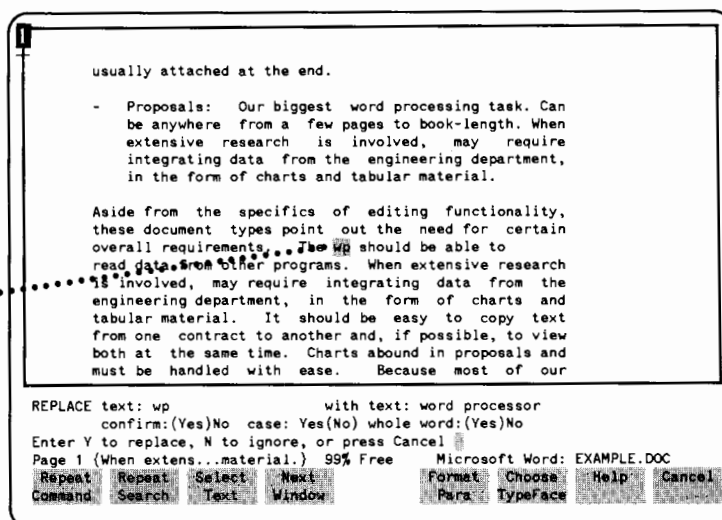 1
usually attached at the end.
- Proposals: Our biggest word processing task. Can
be anywhere from a few pages to book-length. When
extensive research is involved, may require
integrating data from the engineering department,
in the form of charts and tabular material.
Aside from the specifics of editing functionality,
these document types point out the need for certain
overall requirements. The wp should be able to
read data from other programs. When extensive research
is involved, may require integrating data from the
engineering department, in the form of charts and
tabular material. It should be easy to copy text
from one contract to another and, if possible, to view
both at the same time. Charts abound in proposals and
must be handled with ease. Because most of our
REPLACE text: wp with text: word processor
confirm:(Yes)No case: Yes(No) whole word:(Yes)No
Enter Y to replace, N to ignore, or press Cancel
Page 1 {When extens...material.} 99% Free Microsoft Word: EXAMPLE.DOC
Repeat Repeat Select Next Format Choose Help Cancel
Command Search Text Window Para TypeFace ...